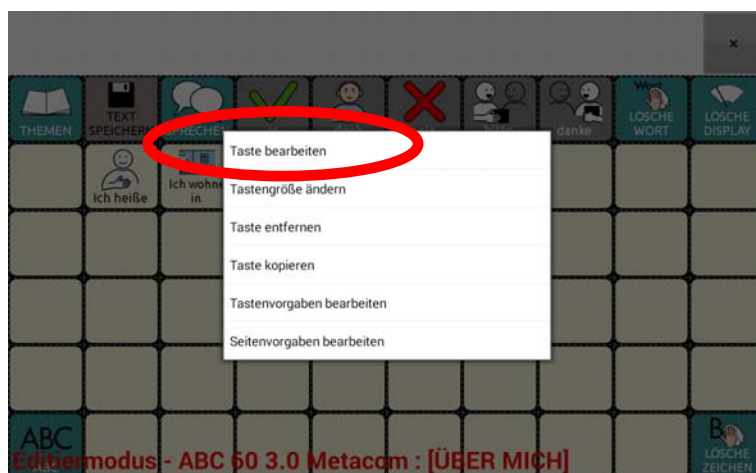 ×
THEMEN
TEXT
SPEICHERN
SPRECHEN
danke
Wort
LÖSCHE
WORT
LÖSCHE
DISPLAY
Ich heiße
Ich wohne
in
Taste bearbeiten
Tastengröße ändern
Taste entfernen
Taste kopieren
Tastenvorgaben bearbeiten
Seitenvorgaben bearbeiten
ABC
B
LÖSCHE
ZEICHEN
Editiermodus - ABC 60 3.0 Metacom : [ÜBER MICH]